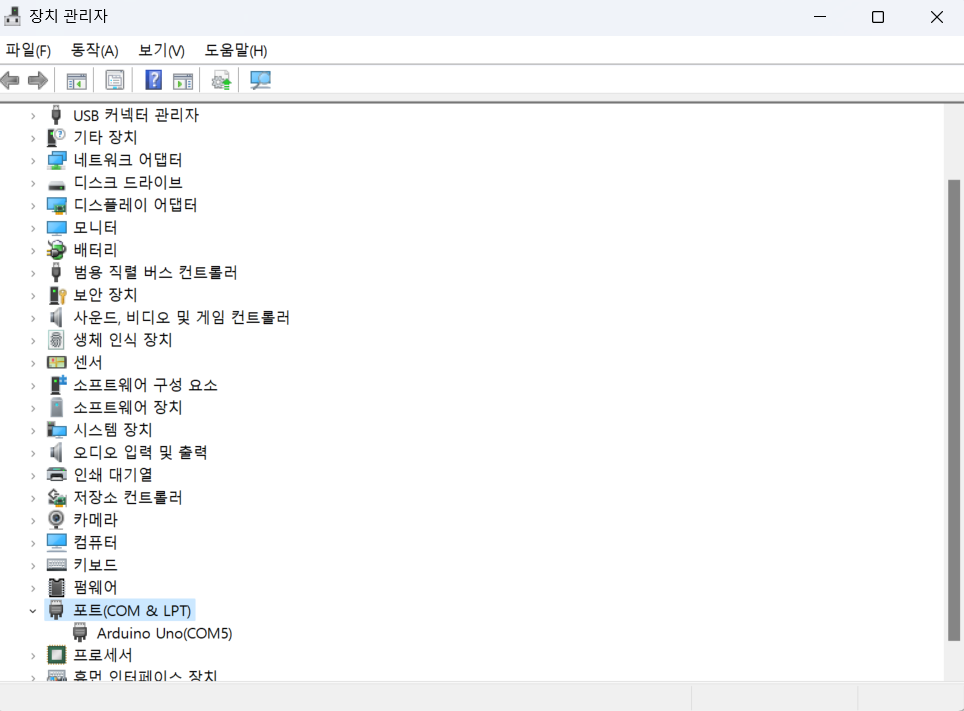 장치 관리자
파일(F) 동작(A) 보기(V) 도움말(H)
USB 커넥터 관리자
기타 장치
네트워크 어댑터
디스크 드라이브
디스플레이 어댑터
모니터
배터리
범용 직렬 버스 컨트롤러
보안 장치
사운드, 비디오 및 게임 컨트롤러
생체 인식 장치
센서
소프트웨어 구성 요소
소프트웨어 장치
시스템 장치
오디오 입력 및 출력
인쇄 대기열
저장소 컨트롤러
카메라
컴퓨터
키보드
펌웨어
포트(COM & LPT)
Arduino Uno(COM5)
프로세서
휴먼 인터페이스 장치